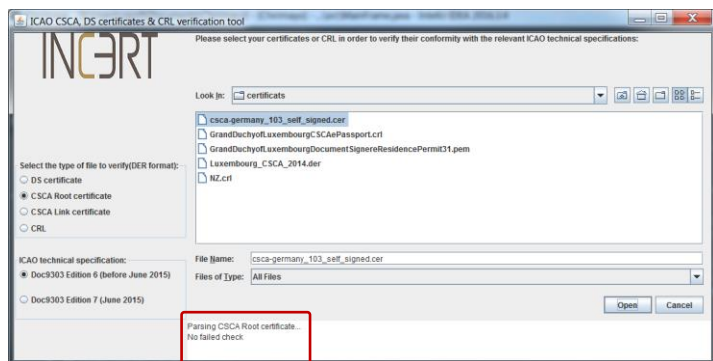 ICAO CSCA, DS certificates & CRL verification tool
INCERT
Please select your certificates or CRL in order to verify their conformity with the relevant ICAO technical specifications:
Look In: certificats
csca-germany_103_self_signed.cer
GrandDuchyofLuxembourgCSCAePassport.crl
GrandDuchyofLuxembourgDocumentSignereResidencePermit31.pem
Luxembourg_CSCA_2014.der
NZ.crl
Select the type of file to verify(DER format):
DS certificate
CSCA Root certificate
CSCA Link certificate
CRL
ICAO technical specification:
Doc9303 Edition 6 (before June 2015)
Doc9303 Edition 7 (June 2015)
File Name: csca-germany_103_self_signed.cer
Files of Type: All Files
Open Cancel
Parsing CSCA Root certificate...
No failed check